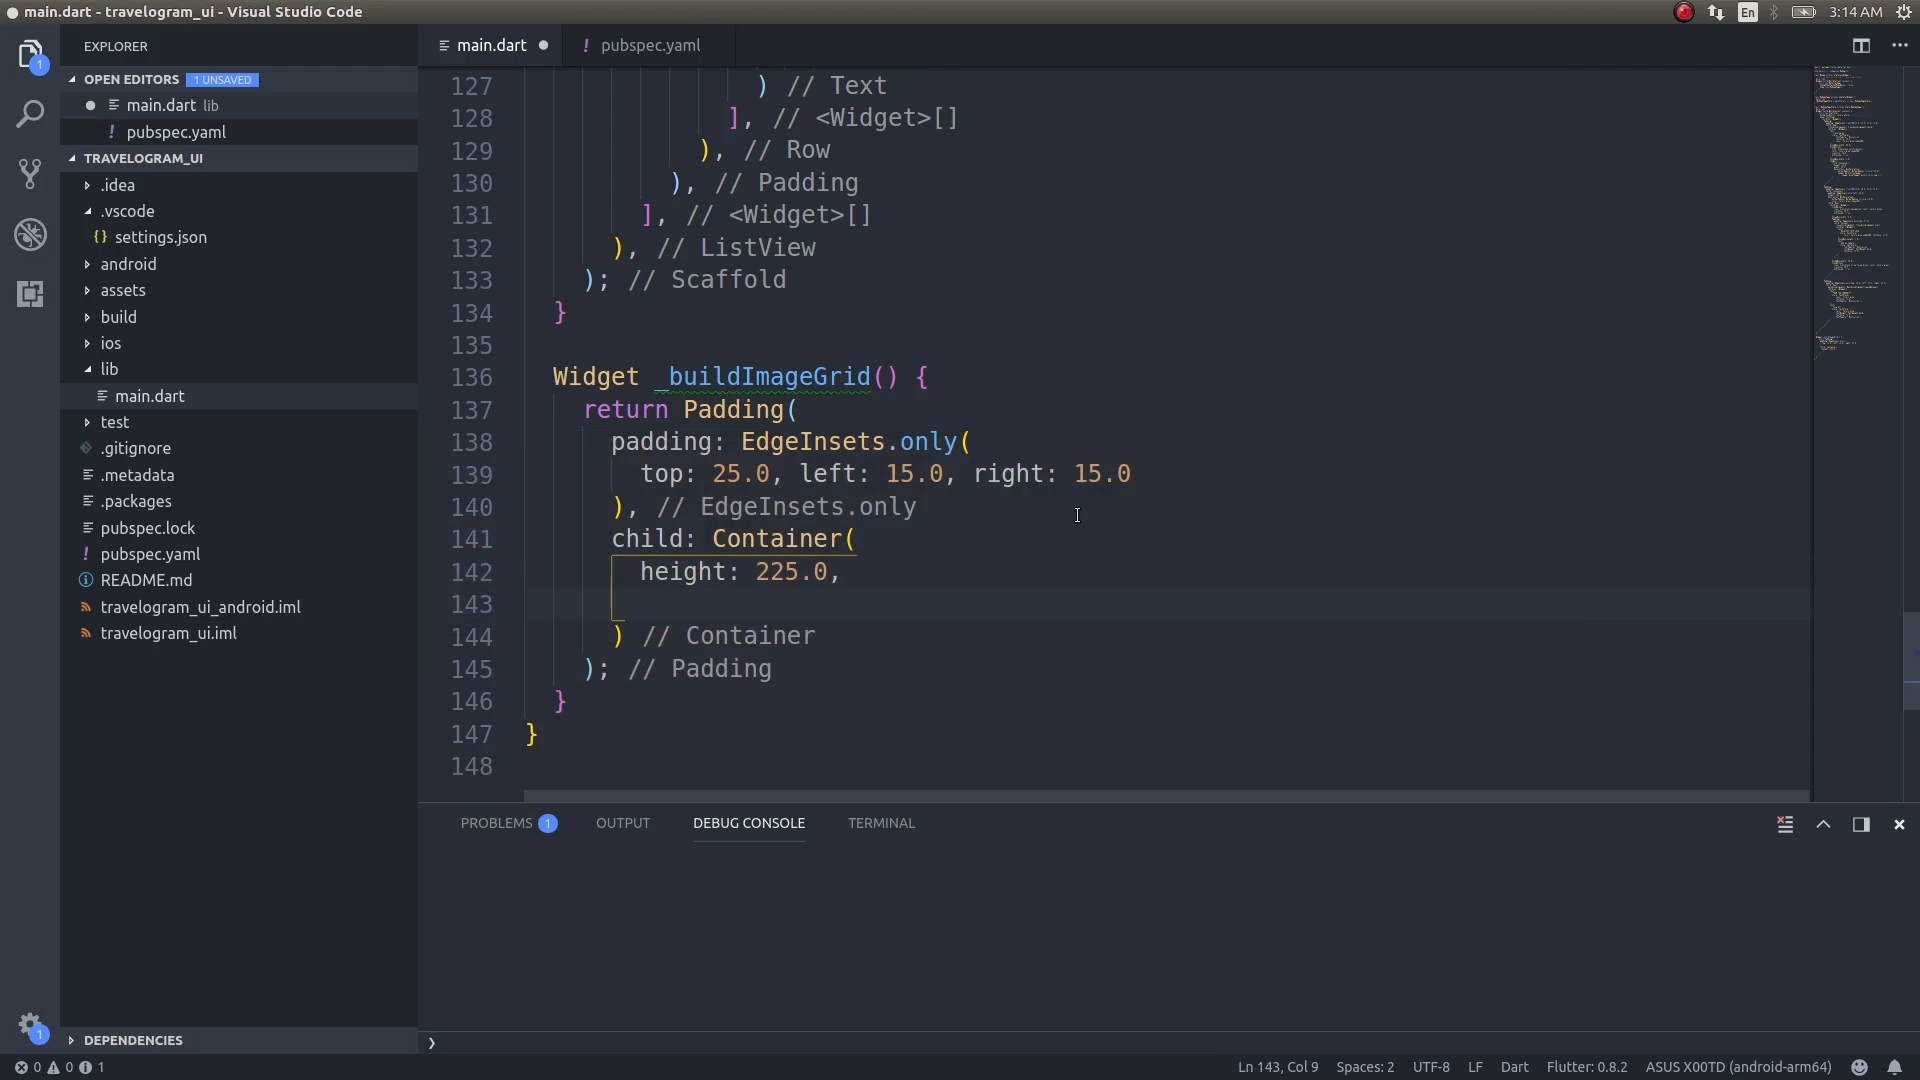 main.dart - travelogram_ui - Visual Studio Code
En
3:14 AM
EXPLORER
OPEN EDITORS 1 UNSAVED
main.dart lib
! pubspec.yaml
TRAVELOGRAM_UI
.idea
.vscode
{} settings.json
android
assets
build
ios
lib
main.dart
test
.gitignore
.metadata
.packages
pubspec.lock
! pubspec.yaml
README.md
travelogram_ui_android.iml
travelogram_ui.iml
DEPENDENCIES
1
1
main.dart
! pubspec.yaml
127 ) // Text
128 ], // <Widget>[]
129 ), // Row
130 ), // Padding
131 ], // <Widget>[]
132 ), // ListView
133 ); // Scaffold
134 }
135
136 Widget _buildImageGrid() {
137 return Padding(
138 padding: EdgeInsets.only(
139 top: 25.0, left: 15.0, right: 15.0
140 ), // EdgeInsets.only
141 child: Container(
142 height: 225.0,
143
144 ) // Container
145 ); // Padding
146 }
147 }
148
PROBLEMS 1 OUTPUT DEBUG CONSOLE TERMINAL
0 0 1
Ln 143, Col 9 Spaces: 2 UTF-8 LF Dart Flutter: 0.8.2 ASUS X00TD (android-arm64)